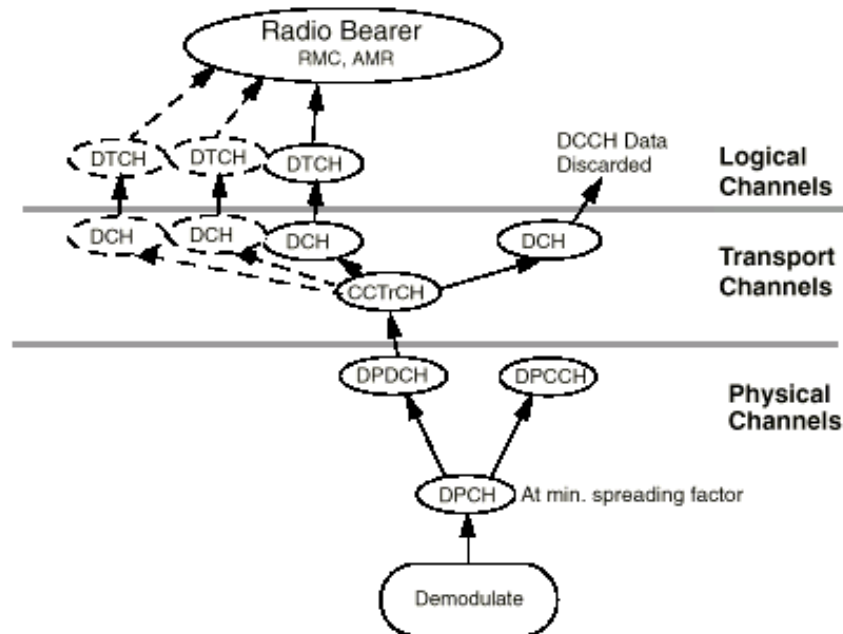 Radio Bearer
RMC, AMR
DTCH
DTCH
DTCH
DCCH Data
Discarded
Logical
Channels
DCH
DCH
DCH
DCH
Transport
Channels
CCTrCH
DPDCH
DPCCH
Physical
Channels
DPCH
At min. spreading factor
Demodulate